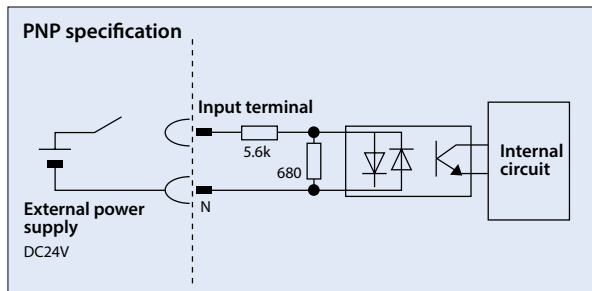 PNP specification
Input terminal
5.6k
680
Internal
circuit
N
External power
supply
DC24V